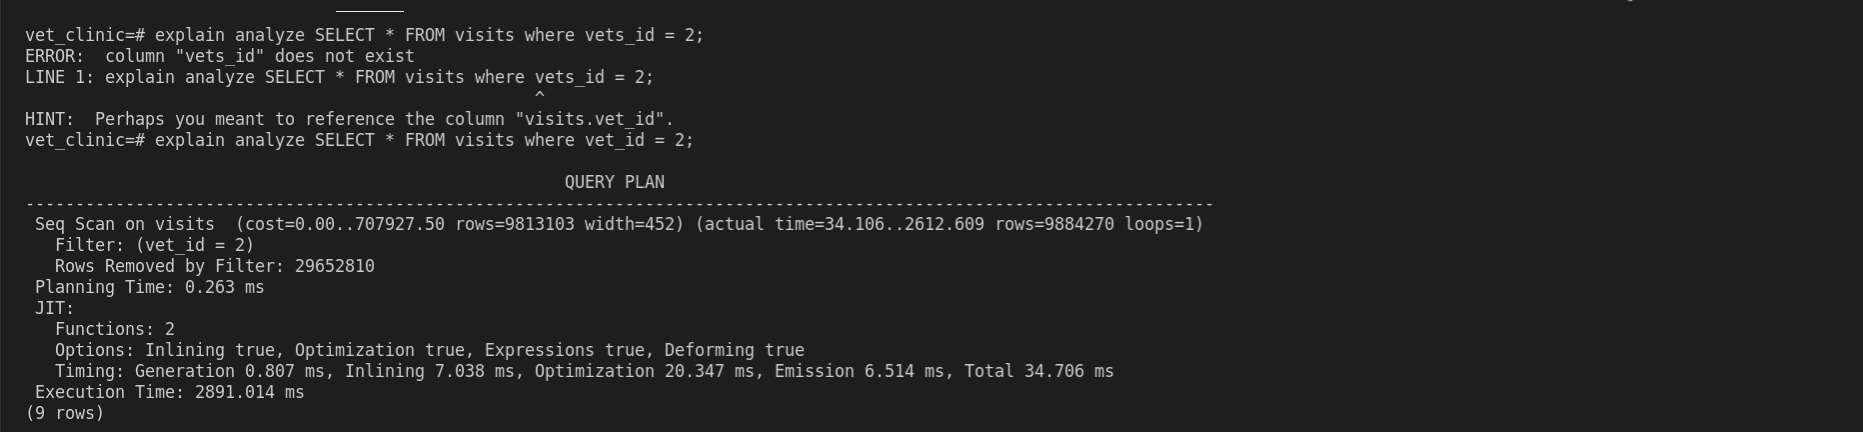 vet_clinic=# explain analyze SELECT * FROM visits where vets_id = 2;
ERROR:  column "vets_id" does not exist
LINE 1: explain analyze SELECT * FROM visits where vets_id = 2;
                                                   ^
HINT:  Perhaps you meant to reference the column "visits.vet_id".
vet_clinic=# explain analyze SELECT * FROM visits where vet_id = 2;
                                                      QUERY PLAN
-----------------------------------------------------------------------------------------------------------------------
 Seq Scan on visits  (cost=0.00..707927.50 rows=9813103 width=452) (actual time=34.106..2612.609 rows=9884270 loops=1)
   Filter: (vet_id = 2)
   Rows Removed by Filter: 29652810
 Planning Time: 0.263 ms
 JIT:
   Functions: 2
   Options: Inlining true, Optimization true, Expressions true, Deforming true
   Timing: Generation 0.807 ms, Inlining 7.038 ms, Optimization 20.347 ms, Emission 6.514 ms, Total 34.706 ms
 Execution Time: 2891.014 ms
(9 rows)